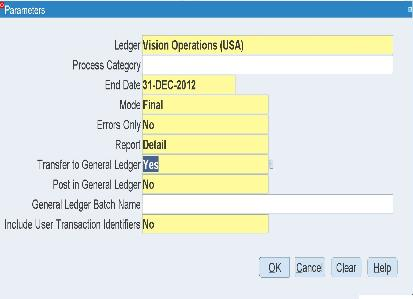 Parameters
Ledger Vision Operations (USA)
Process Category
End Date 31-DEC-2012
Mode Final
Errors Only No
Report Detail
Transfer to General Ledger Yes
Post in General Ledger No
General Ledger Batch Name
Include User Transaction Identifiers No
OK Cancel Clear Help